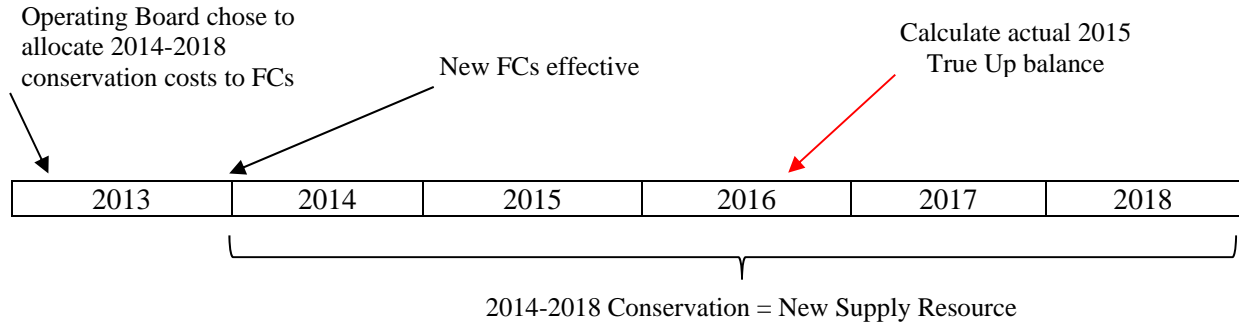 Operating Board chose to
allocate 2014-2018
conservation costs to FCs
New FCs effective
Calculate actual 2015
True Up balance
2013 2014 2015 2016 2017 2018
2014-2018 Conservation = New Supply Resource